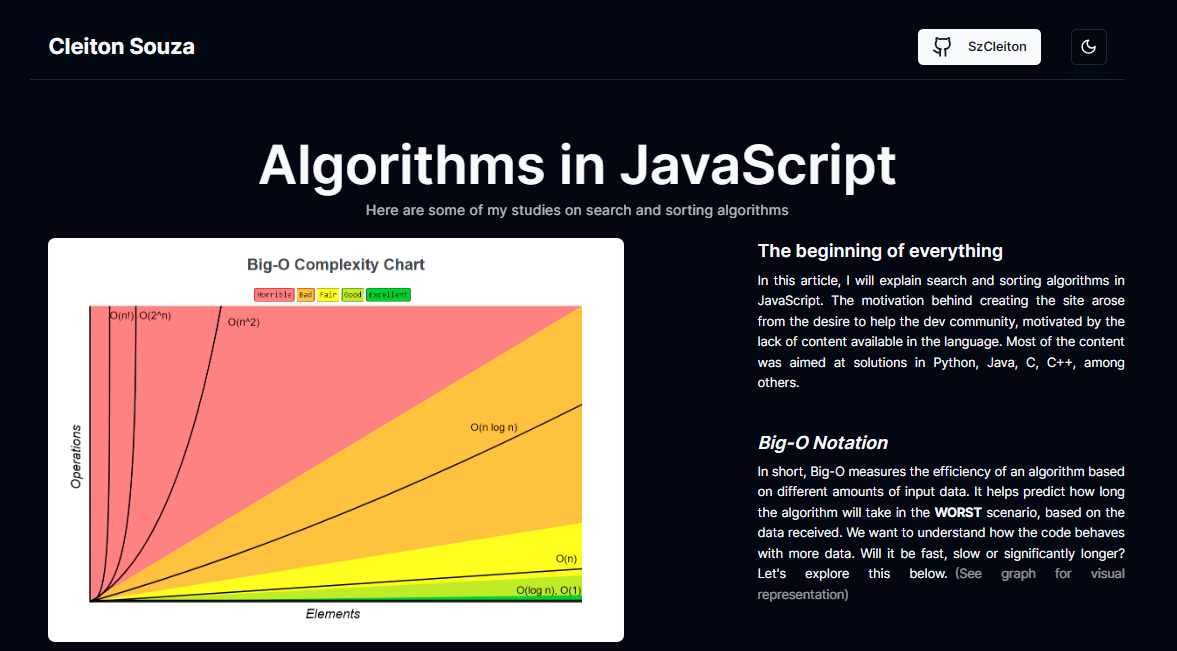 Cleiton Souza
SzCleiton
Algorithms in JavaScript
Here are some of my studies on search and sorting algorithms
Big-O Complexity Chart
Horrible Bad Fair Good Excellent
O(n!) O(2^n)
O(n^2)
O(n log n)
O(n)
O(log n), O(1)
Operations
Elements
The beginning of everything
In this article, I will explain search and sorting algorithms in
JavaScript. The motivation behind creating the site arose
from the desire to help the dev community, motivated by the
lack of content available in the language. Most of the content
was aimed at solutions in Python, Java, C, C++, among
others.
Big-O Notation
In short, Big-O measures the efficiency of an algorithm based
on different amounts of input data. It helps predict how long
the algorithm will take in the WORST scenario, based on the
data received. We want to understand how the code behaves
with more data. Will it be fast, slow or significantly longer?
Let's explore this below. (See graph for visual
representation)